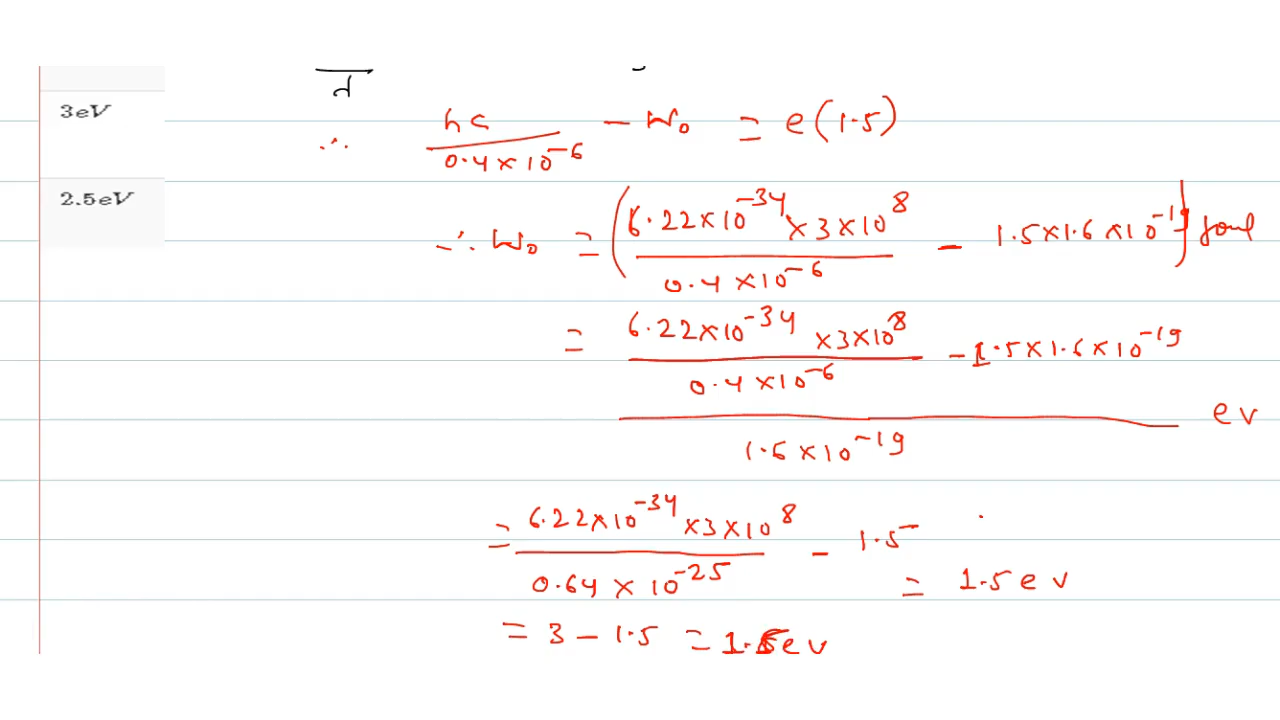 λ
3eV
∴ hc / 0.4×10⁻⁶ − W₀ = e(1.5)
2.5eV
∴ W₀ = (6.22×10⁻³⁴ ×3×10⁸ / 0.4×10⁻⁶ − 1.5×1.6×10⁻¹⁹) Joul
= 6.22×10⁻³⁴ ×3×10⁸ / 0.4×10⁻⁶ − 1.5×1.6×10⁻¹⁹
ev
1.6×10⁻¹⁹
= 6.22×10⁻³⁴ ×3×10⁸ / 0.64×10⁻²⁵ − 1.5
= 1.5 ev
= 3 − 1.5 = 1.5 ev